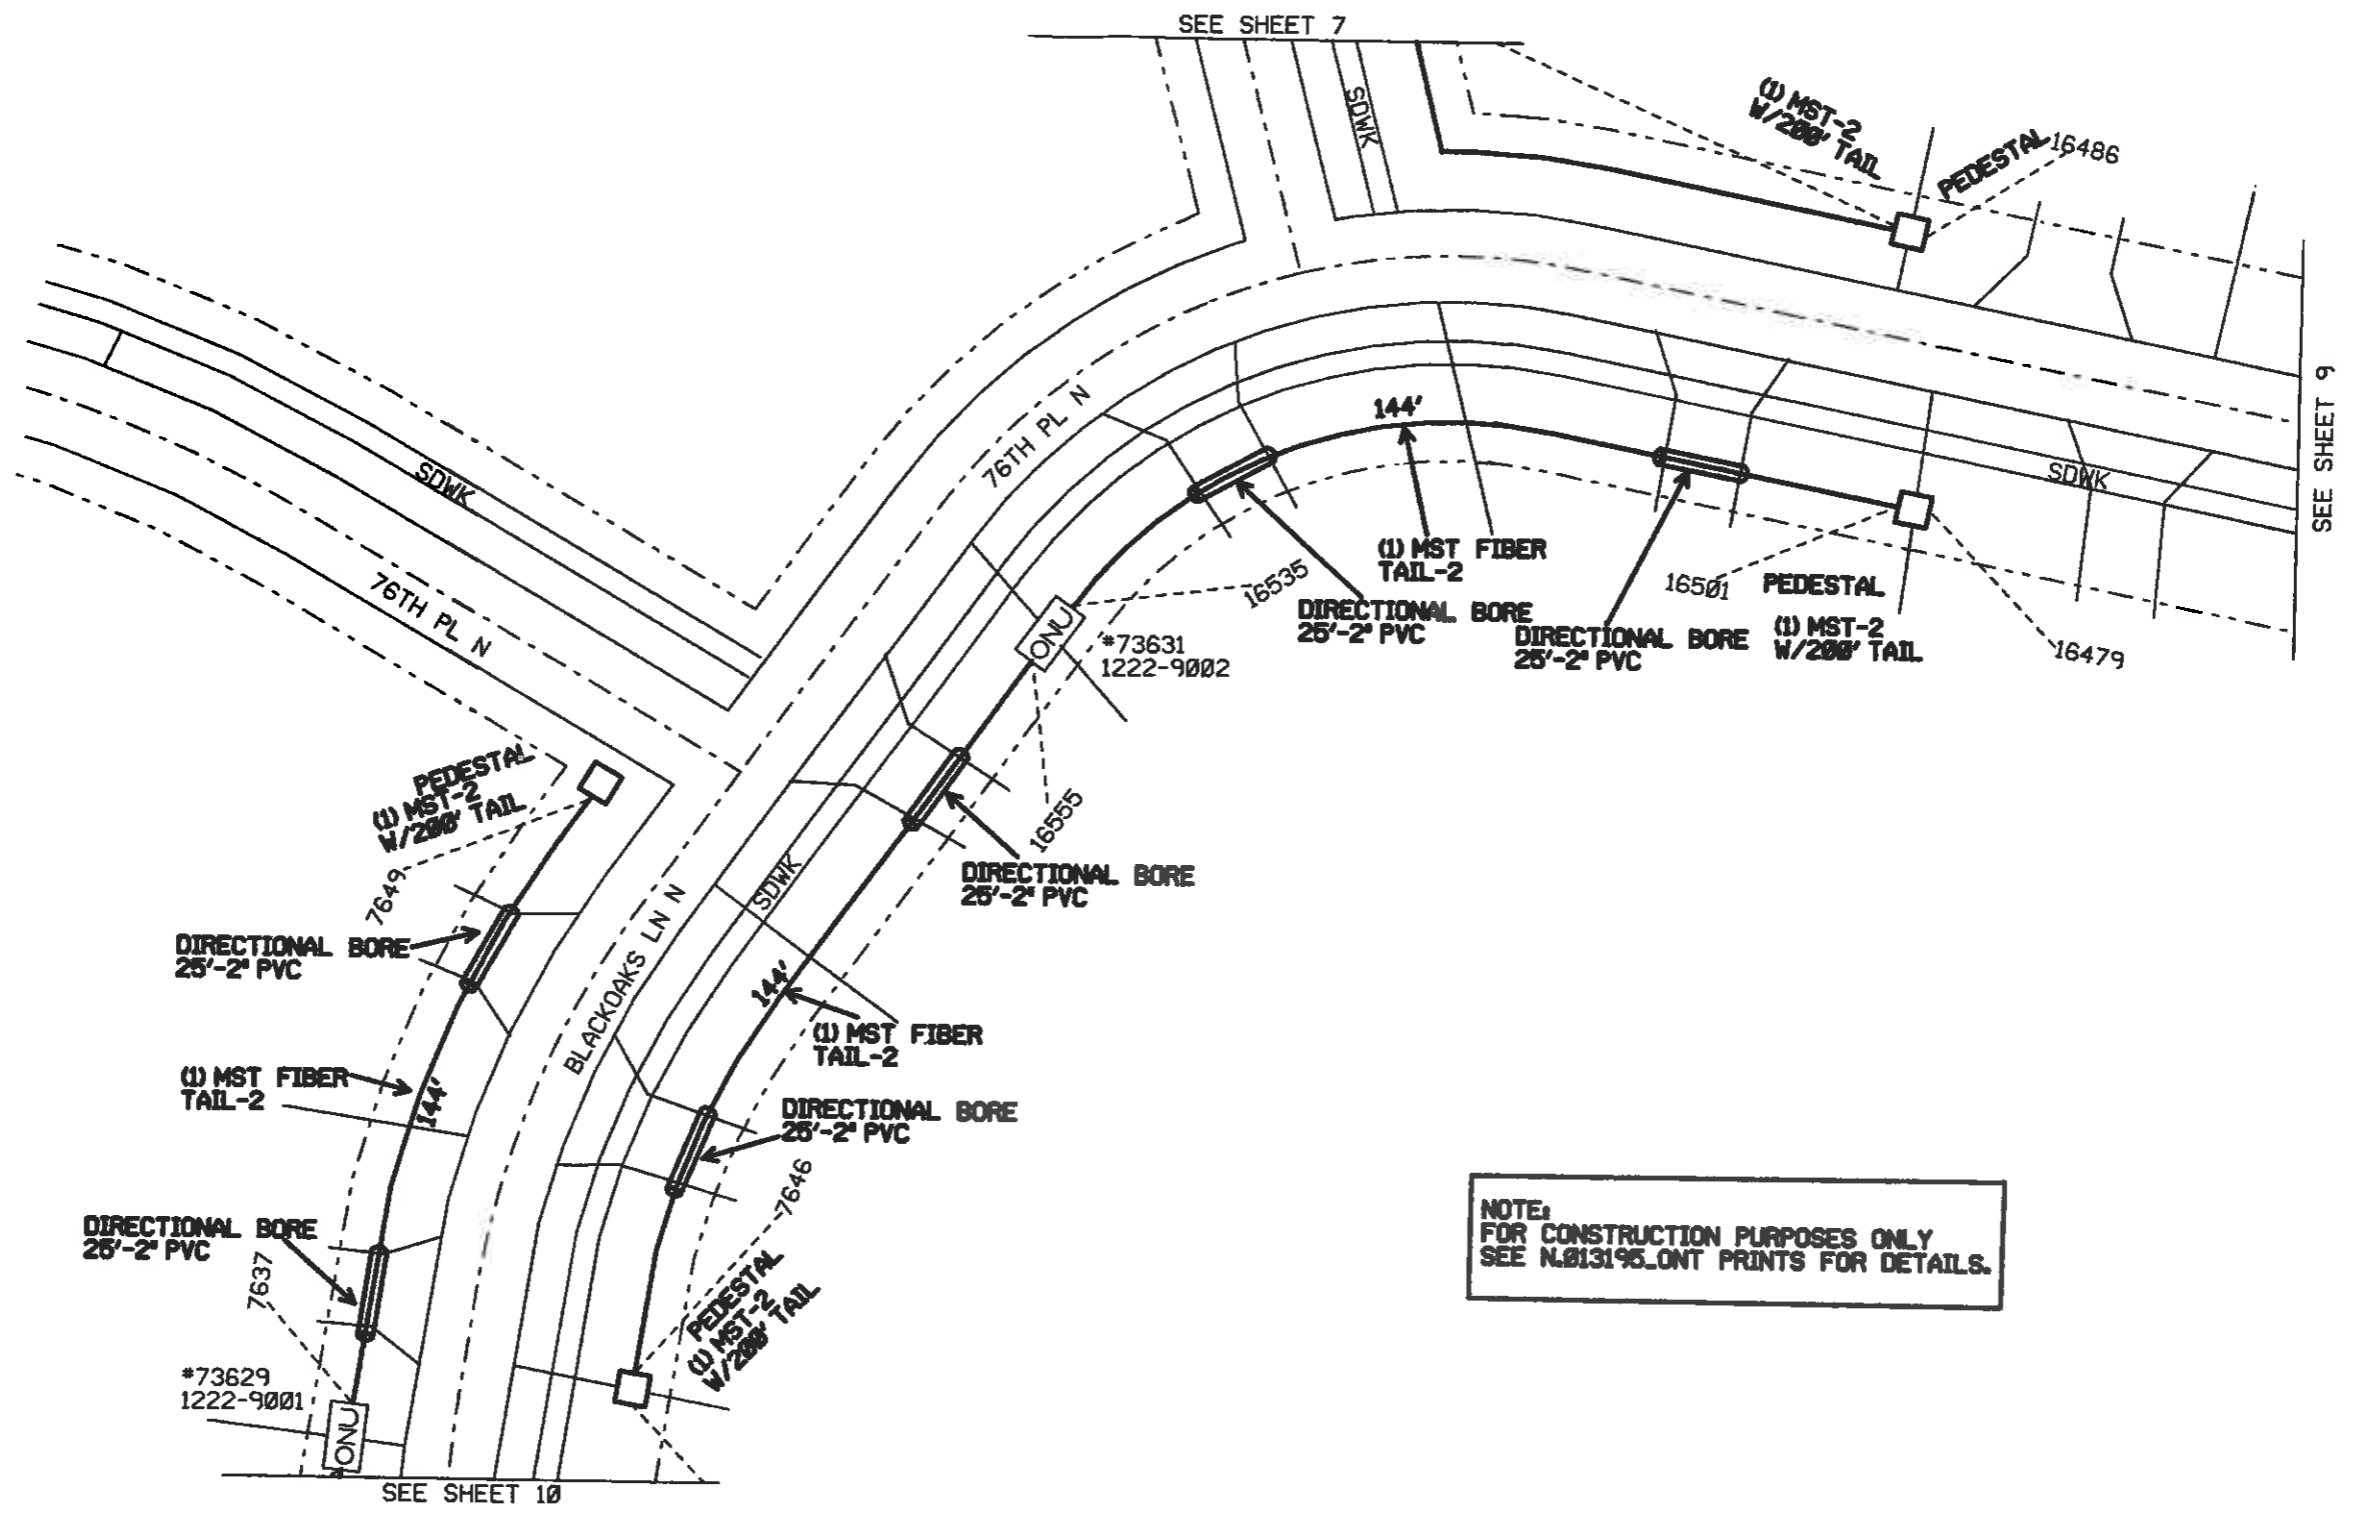 SEE SHEET 7
SDWK
(1) MST-2
W/200' TAIL
PEDESTAL
16486
SEE SHEET 9
76TH PL N
144'
SDWK
SDWK
76TH PL N
(1) MST FIBER
TAIL-2
16535
DIRECTIONAL BORE
25'-2" PVC
16501
PEDESTAL
DIRECTIONAL BORE
25'-2" PVC
(1) MST-2
W/200' TAIL
16479
ONU
#73631
1222-9002
PEDESTAL
(1) MST-2
W/200' TAIL
16555
7649
SDWK
DIRECTIONAL BORE
25'-2" PVC
DIRECTIONAL BORE
25'-2" PVC
BLACKOAKS LN N
144'
(1) MST FIBER
TAIL-2
(1) MST FIBER
TAIL-2
144'
DIRECTIONAL BORE
25'-2" PVC
7646
DIRECTIONAL BORE
25'-2" PVC
7637
PEDESTAL
(1) MST-2
W/200' TAIL
NOTE:
FOR CONSTRUCTION PURPOSES ONLY
SEE N.013195_ONT PRINTS FOR DETAILS.
#73629
1222-9001
ONU
SEE SHEET 10